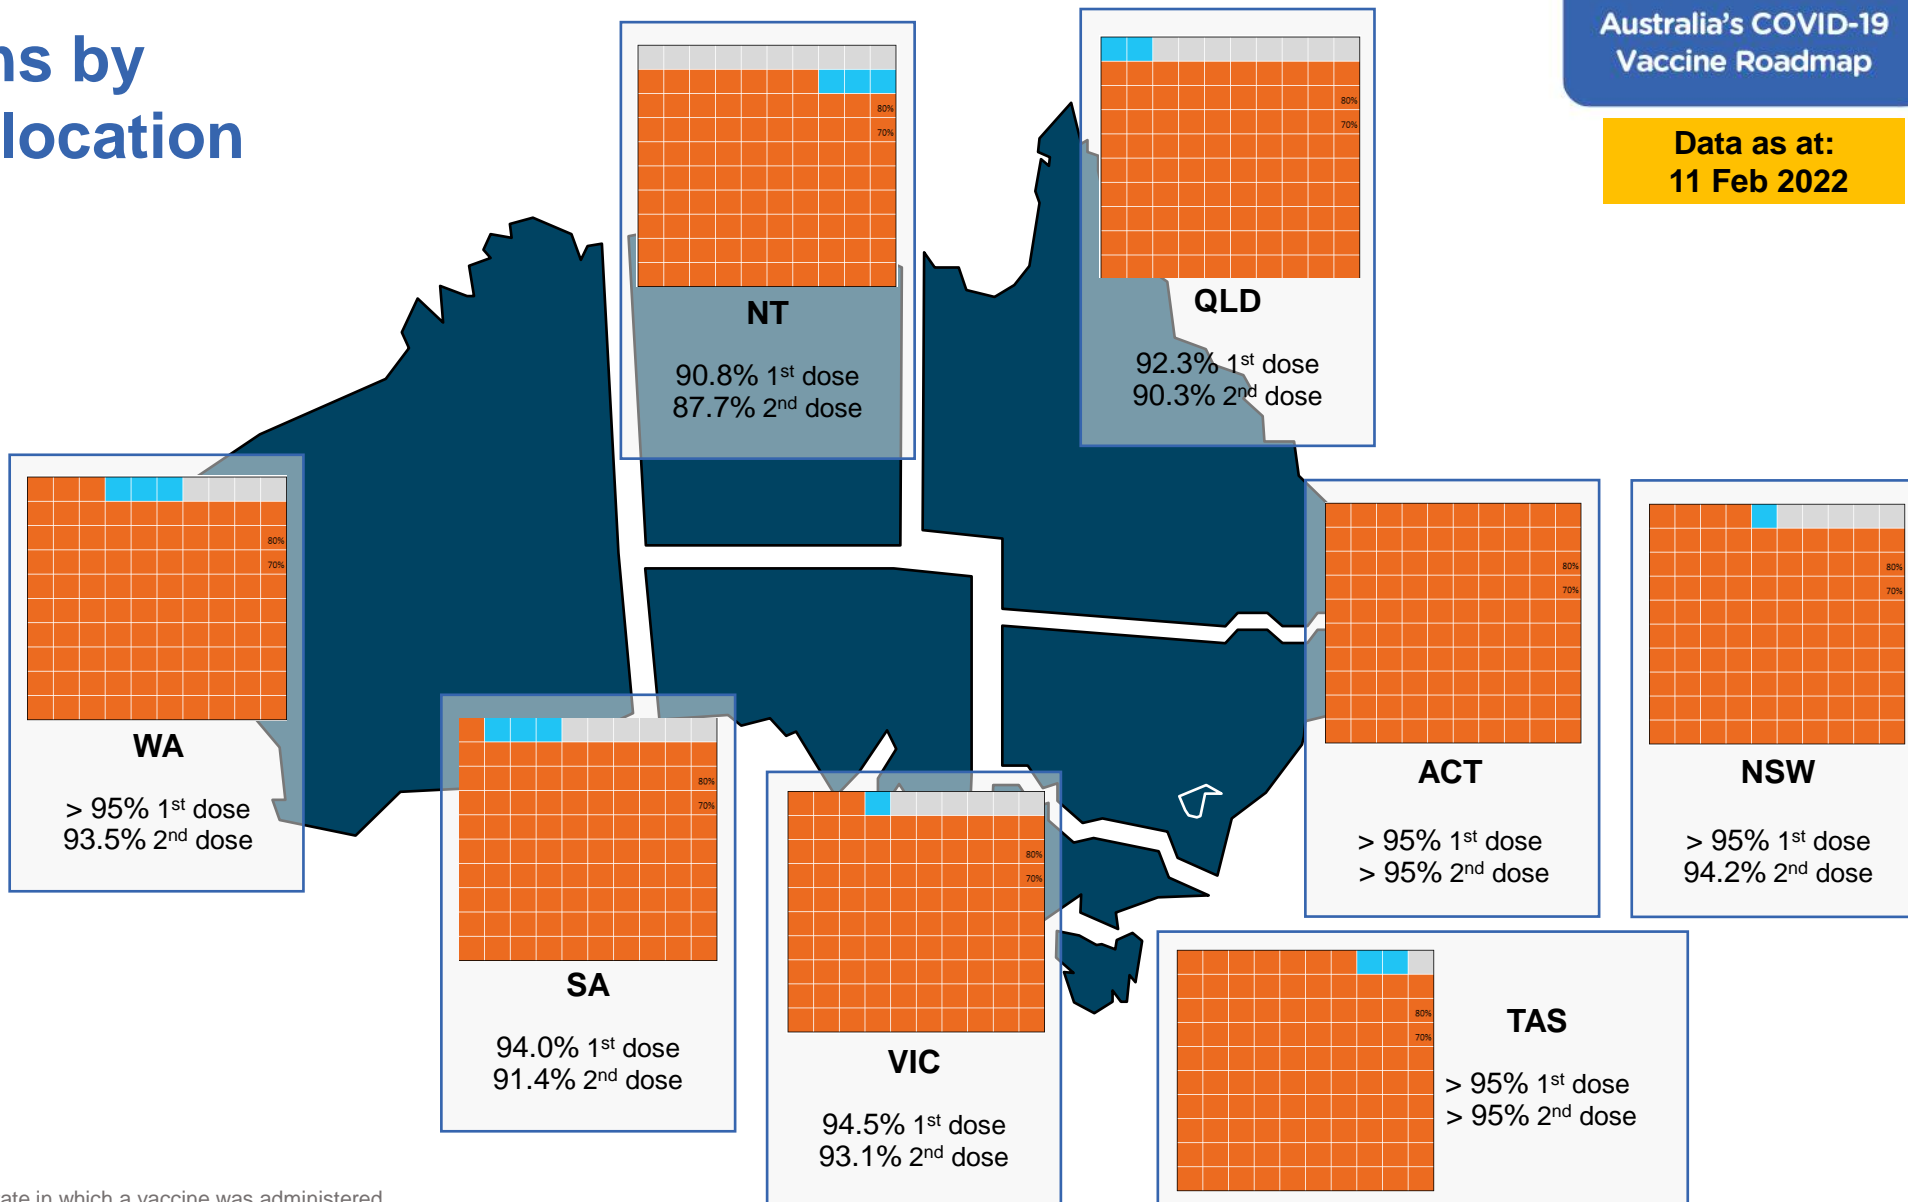 ns by
location
Australia's COVID-19
Vaccine Roadmap
Data as at:
11 Feb 2022
80%
70%
NT
90.8% 1st dose
87.7% 2nd dose
80%
70%
QLD
92.3% 1st dose
90.3% 2nd dose
80%
70%
WA
> 95% 1st dose
93.5% 2nd dose
80%
70%
SA
94.0% 1st dose
91.4% 2nd dose
80%
70%
VIC
94.5% 1st dose
93.1% 2nd dose
80%
70%
ACT
> 95% 1st dose
> 95% 2nd dose
80%
70%
NSW
> 95% 1st dose
94.2% 2nd dose
80%
70%
TAS
> 95% 1st dose
> 95% 2nd dose
ate in which a vaccine was administered